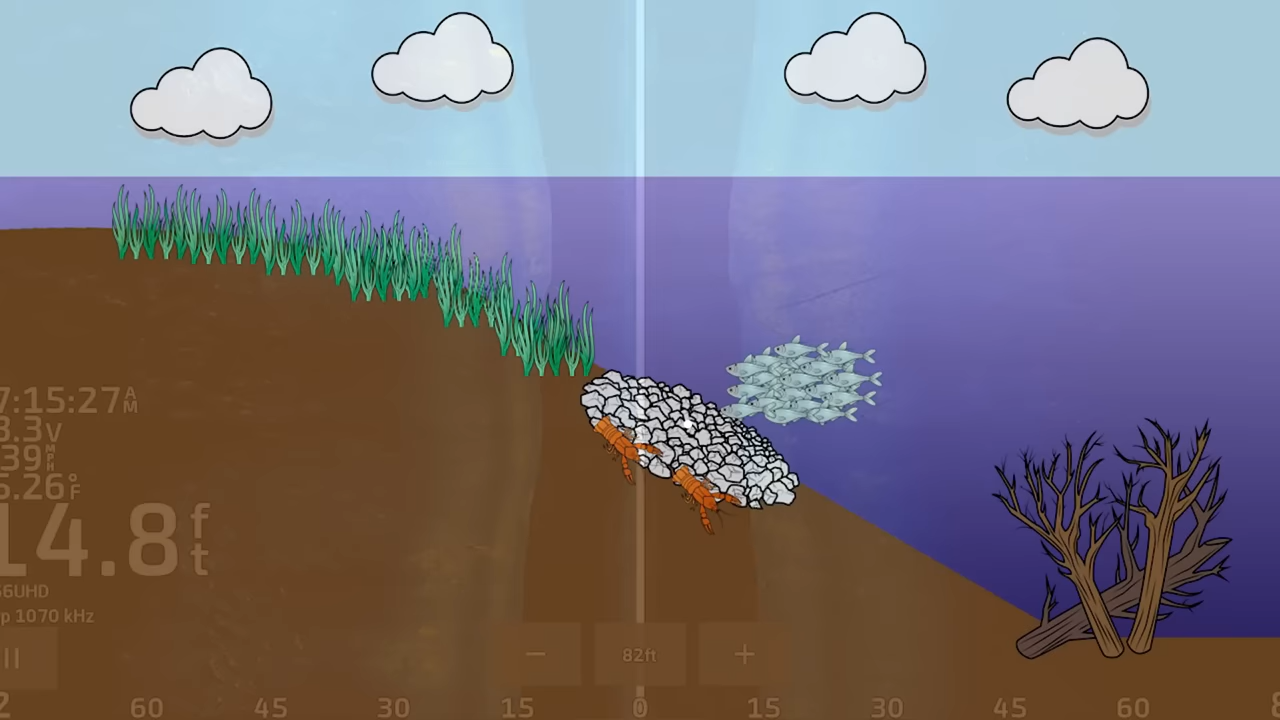 7:15:27AM
3.3V
39MPH
5.26°F
14.8ft
56UHD
p 1070 kHz
− 82ft +
60 45 30 15 0 15 30 45 60